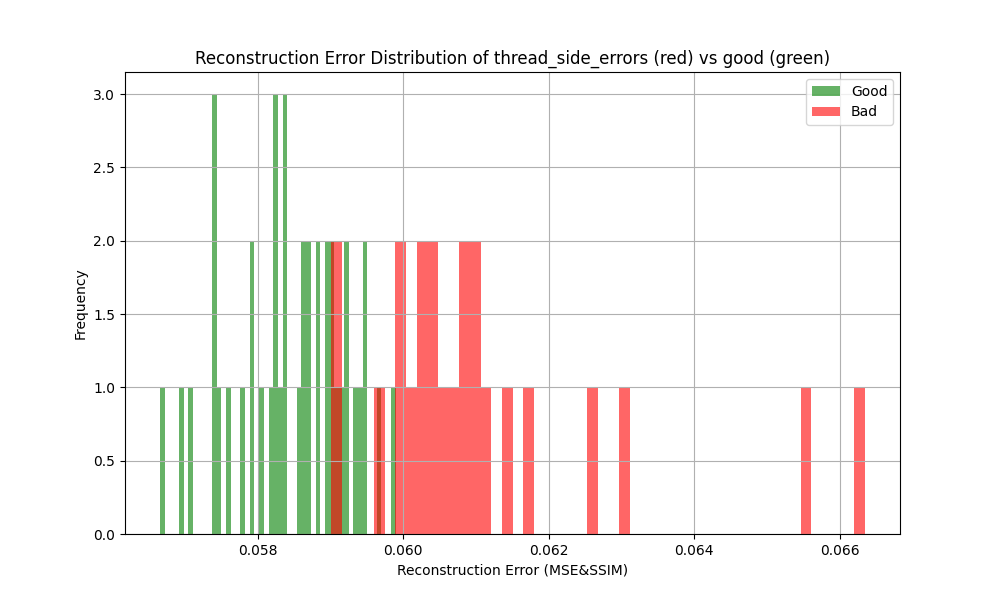 Reconstruction Error Distribution of thread_side_errors (red) vs good (green)
Good
Bad
3.0
2.5
2.0
1.5
1.0
0.5
0.0
Frequency
0.058
0.060
0.062
0.064
0.066
Reconstruction Error (MSE&SSIM)